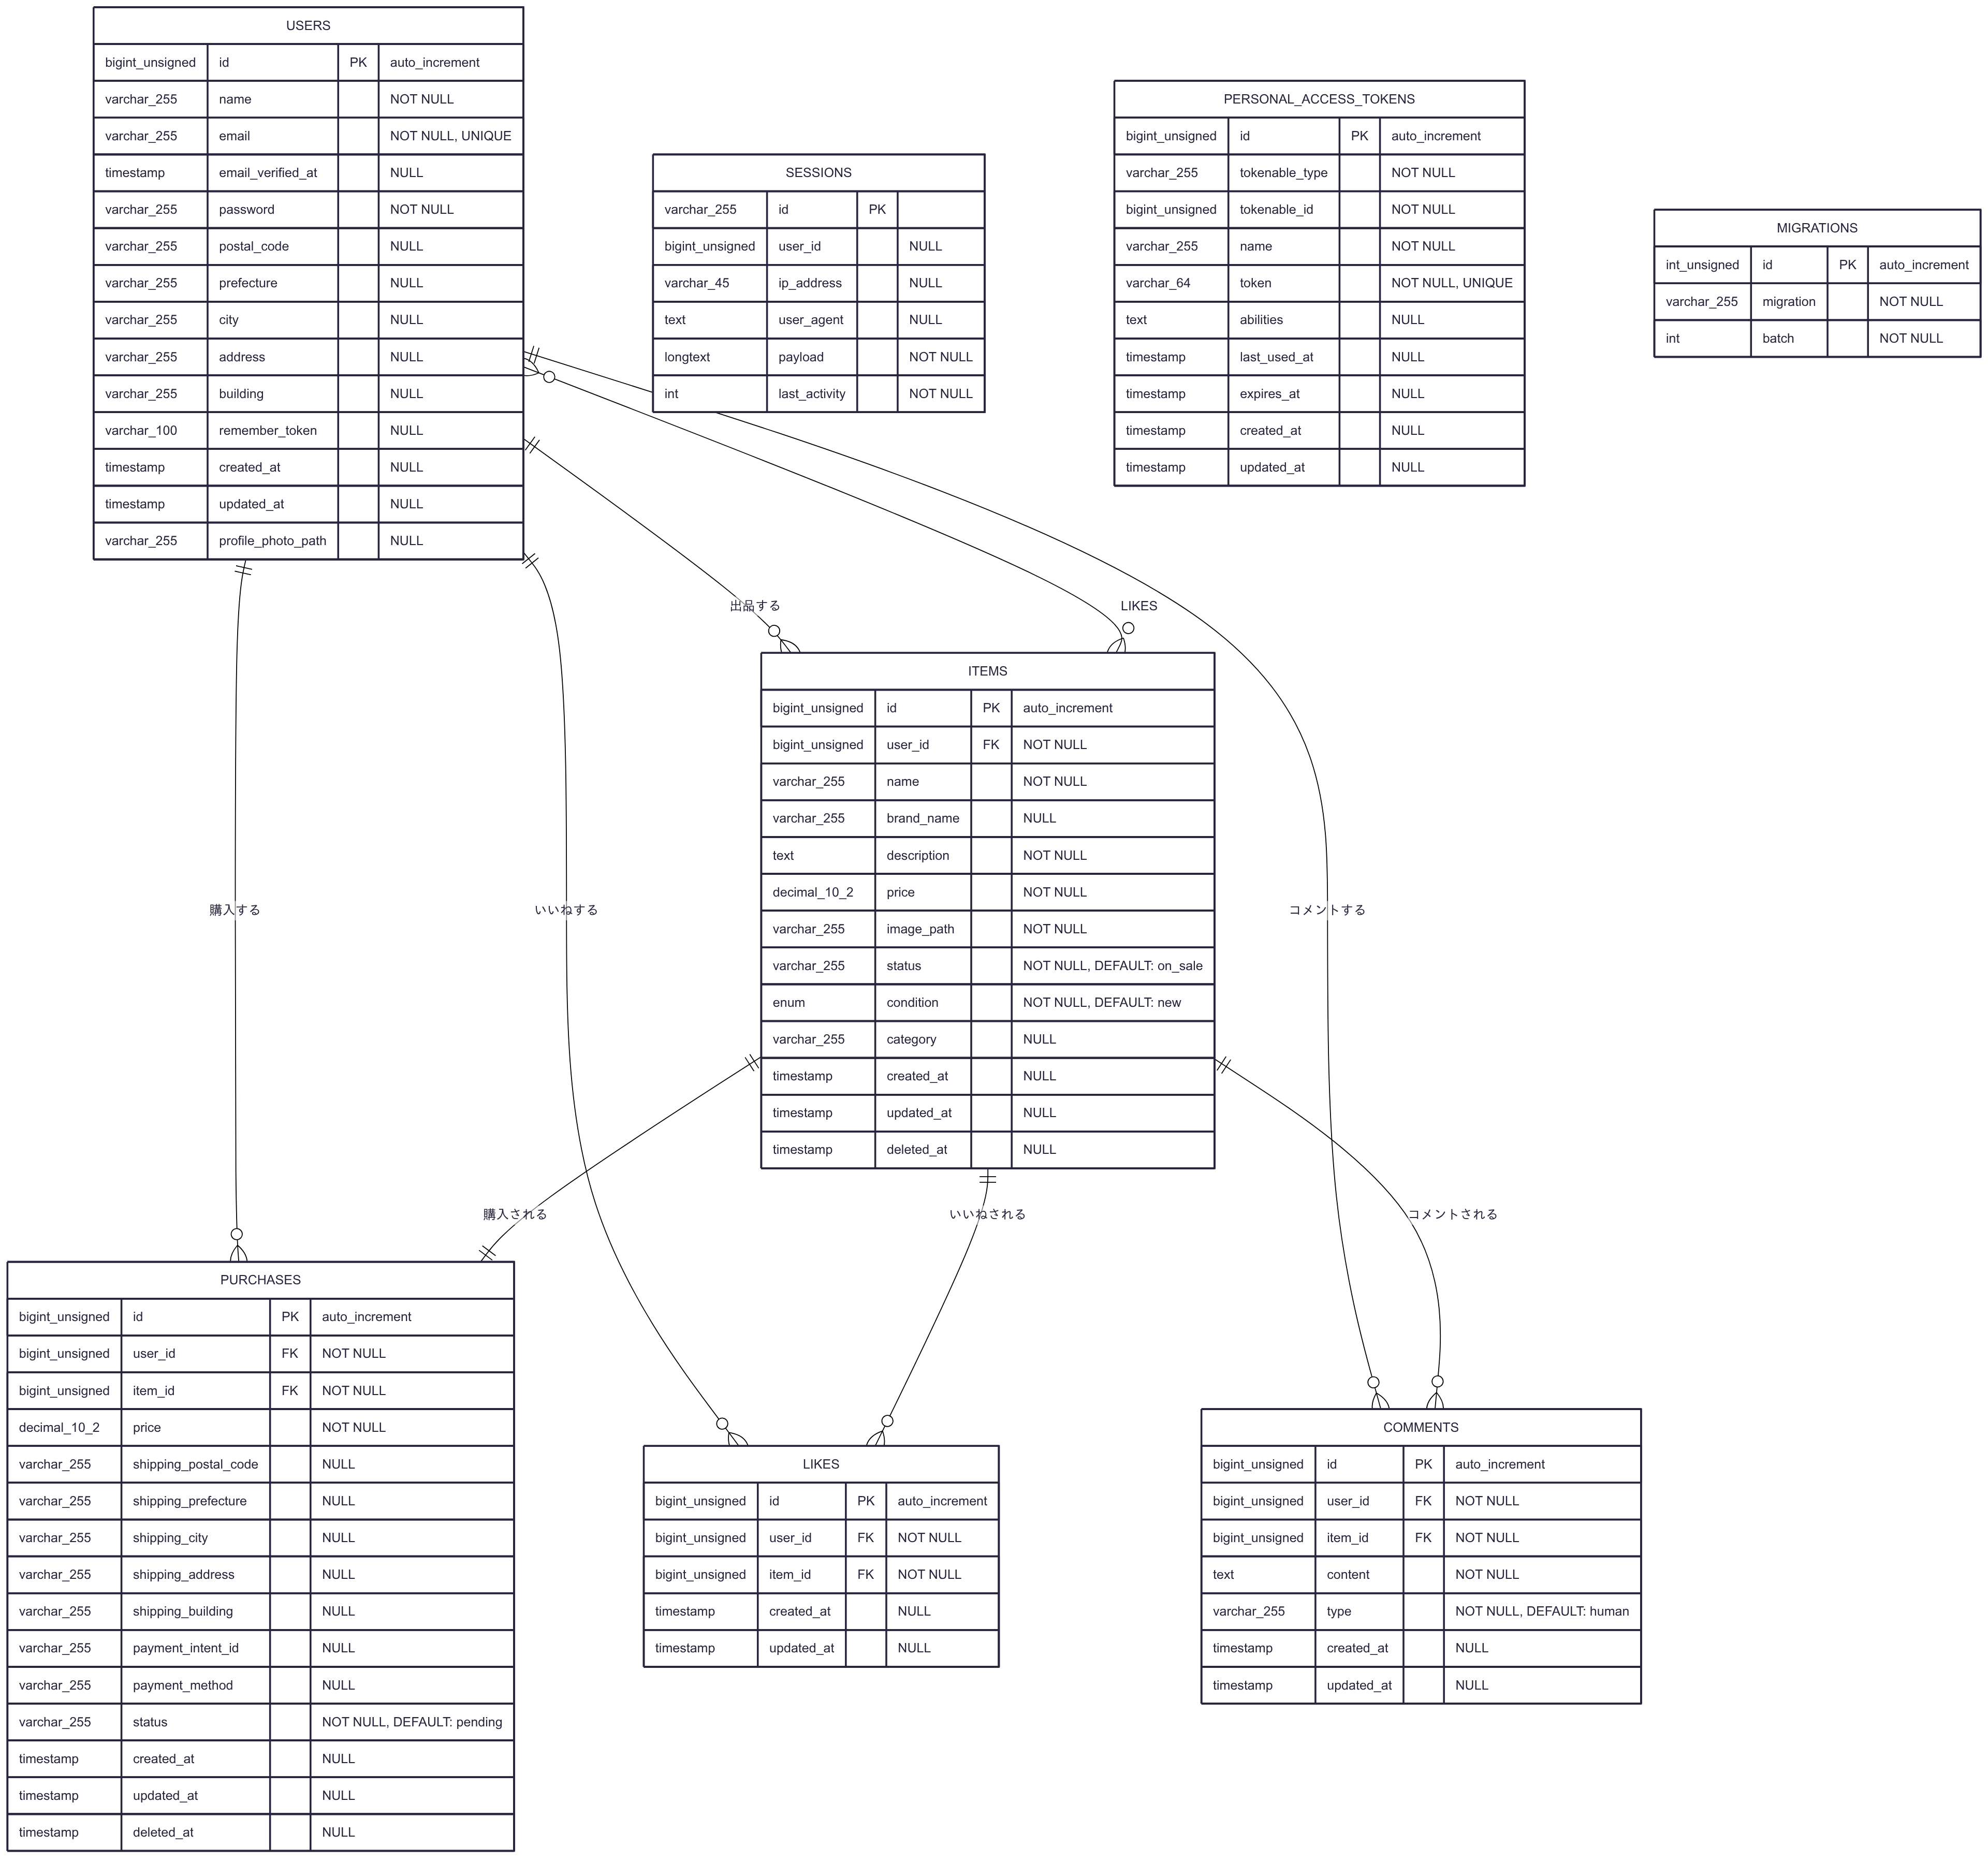 USERS
bigint_unsigned id PK auto_increment
varchar_255 name NOT NULL
varchar_255 email NOT NULL, UNIQUE
timestamp email_verified_at NULL
varchar_255 password NOT NULL
varchar_255 postal_code NULL
varchar_255 prefecture NULL
varchar_255 city NULL
varchar_255 address NULL
varchar_255 building NULL
varchar_100 remember_token NULL
timestamp created_at NULL
timestamp updated_at NULL
varchar_255 profile_photo_path NULL
SESSIONS
varchar_255 id PK
bigint_unsigned user_id NULL
varchar_45 ip_address NULL
text user_agent NULL
longtext payload NOT NULL
int last_activity NOT NULL
PERSONAL_ACCESS_TOKENS
bigint_unsigned id PK auto_increment
varchar_255 tokenable_type NOT NULL
bigint_unsigned tokenable_id NOT NULL
varchar_255 name NOT NULL
varchar_64 token NOT NULL, UNIQUE
text abilities NULL
timestamp last_used_at NULL
timestamp expires_at NULL
timestamp created_at NULL
timestamp updated_at NULL
MIGRATIONS
int_unsigned id PK auto_increment
varchar_255 migration NOT NULL
int batch NOT NULL
出品する
LIKES
ITEMS
bigint_unsigned id PK auto_increment
bigint_unsigned user_id FK NOT NULL
varchar_255 name NOT NULL
varchar_255 brand_name NULL
text description NOT NULL
decimal_10_2 price NOT NULL
varchar_255 image_path NOT NULL
varchar_255 status NOT NULL, DEFAULT: on_sale
enum condition NOT NULL, DEFAULT: new
varchar_255 category NULL
timestamp created_at NULL
timestamp updated_at NULL
timestamp deleted_at NULL
購入する
いいねする
コメントする
購入される
いいねされる
コメントされる
PURCHASES
bigint_unsigned id PK auto_increment
bigint_unsigned user_id FK NOT NULL
bigint_unsigned item_id FK NOT NULL
decimal_10_2 price NOT NULL
varchar_255 shipping_postal_code NULL
varchar_255 shipping_prefecture NULL
varchar_255 shipping_city NULL
varchar_255 shipping_address NULL
varchar_255 shipping_building NULL
varchar_255 payment_intent_id NULL
varchar_255 payment_method NULL
varchar_255 status NOT NULL, DEFAULT: pending
timestamp created_at NULL
timestamp updated_at NULL
timestamp deleted_at NULL
LIKES
bigint_unsigned id PK auto_increment
bigint_unsigned user_id FK NOT NULL
bigint_unsigned item_id FK NOT NULL
timestamp created_at NULL
timestamp updated_at NULL
COMMENTS
bigint_unsigned id PK auto_increment
bigint_unsigned user_id FK NOT NULL
bigint_unsigned item_id FK NOT NULL
text content NOT NULL
varchar_255 type NOT NULL, DEFAULT: human
timestamp created_at NULL
timestamp updated_at NULL